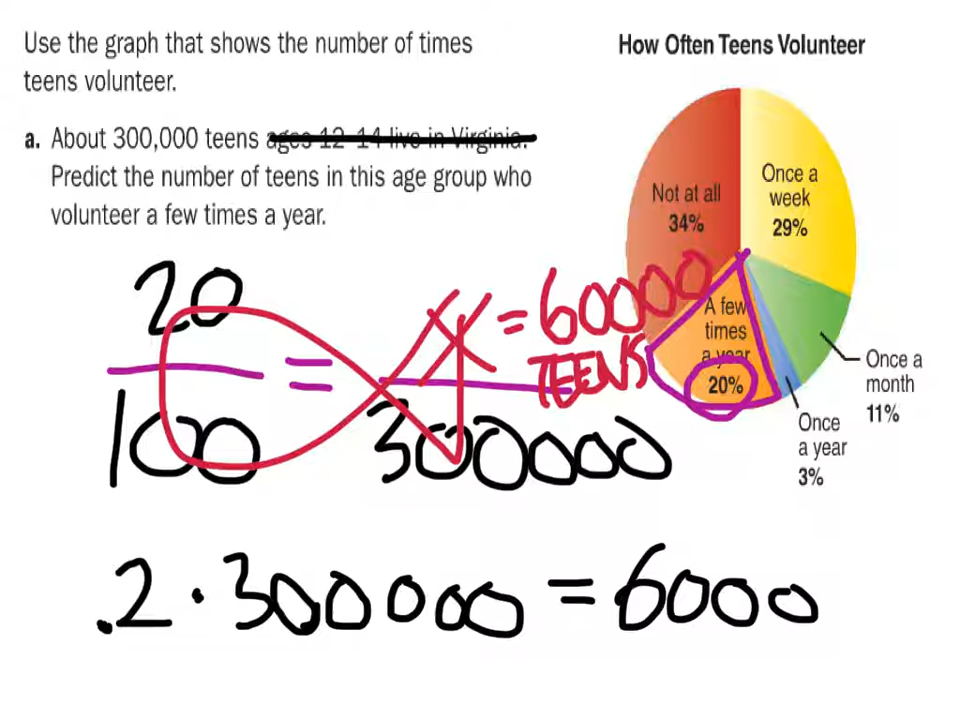 Use the graph that shows the number of times
teens volunteer.
a. About 300,000 teens ages 12-14 live in Virginia.
Predict the number of teens in this age group who
volunteer a few times a year.
How Often Teens Volunteer
Not at all
34%
Once a
week
29%
A few
times
a year
20%
Once a
month
11%
Once
a year
3%
20
100
=
x = 60000
TEENS
300000
.2 · 300000 = 6000